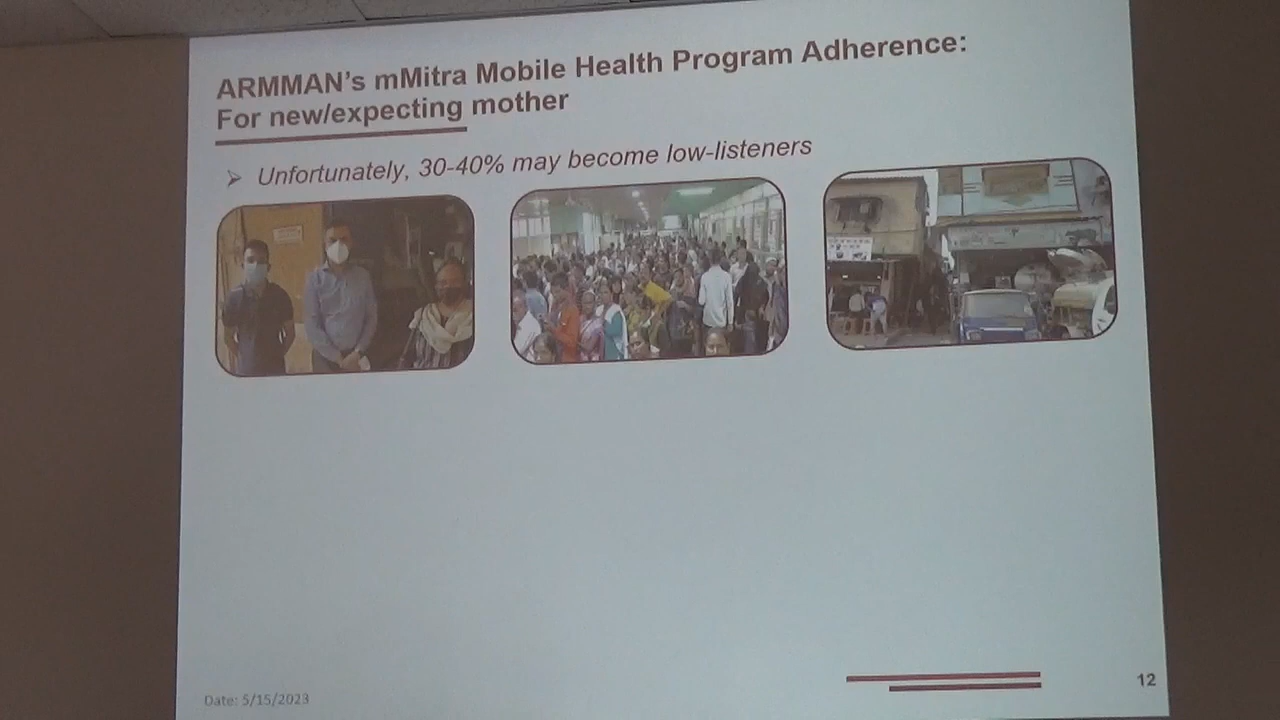 ARMMAN's mMitra Mobile Health Program Adherence:
For new/expecting mother
➢ Unfortunately, 30-40% may become low-listeners
Date: 5/15/2023
12